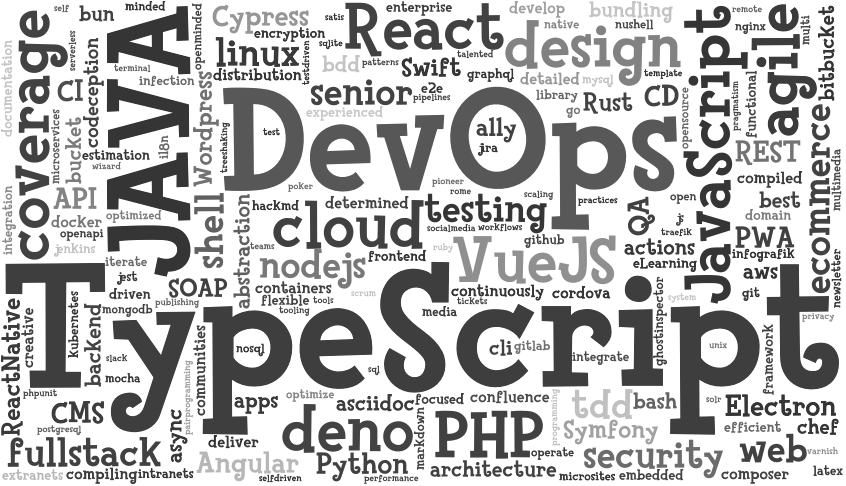 self
minded
satis
enterprise
develop
bundling
remote
bun
Cypress
React
native
nushell
nginx
multi
documentation
coverage
serverless
terminal
JAVA
openminded
encryption
sqlite
linux
testdriven
patterns
talented
design
template
JavaScript
agile
bitbucket
CI
codeception
infection
distribution
bdd
Swift
graphql
detailed
mysql
pragmatism
functional
senior
e2e
pipelines
library
go
Rust
CD
opensource
microservices
bucket
Wordpress
treeshaking
experienced
DevOps
test
ally
jra
estimation
wizard
i18n
REST
ecommerce
multimedia
API
integration
docker
optimized
openapi
jenkins
shell
poker
pioneer
rome
scaling
practices
compiled
best
domain
open
js
QA
traefik
hackmd
determined
testing
cloud
socialmedia
workflows
github
PWA
infografik
abstraction
teams
frontend
ruby
VueJS
actions
eLearning
iterate
jest
nodejs
aws
newsletter
SOAP
containers
continuously
cordova
git
driven
mongodb
publishing
flexible
tools
tooling
scrum
media
tickets
ghostinspector
system
privacy
TypeScript
ReactNative
creative
kubernetes
backend
slack
communities
nosql
sql
cli
gitlab
integrate
unix
framework
mocha
phpunit
pairprogramming
apps
optimize
asciidoc
focused
confluence
programming
tdd
bash
solr
Electron
CMS
postgresql
async
deliver
deno
markdown
PHP
operate
Symfony
efficient
chef
fullstack
Angular
Python
architecture
security
web
varnish
extranets
compiling
intranets
selfdriven
performance
microsites
embedded
composer
latex